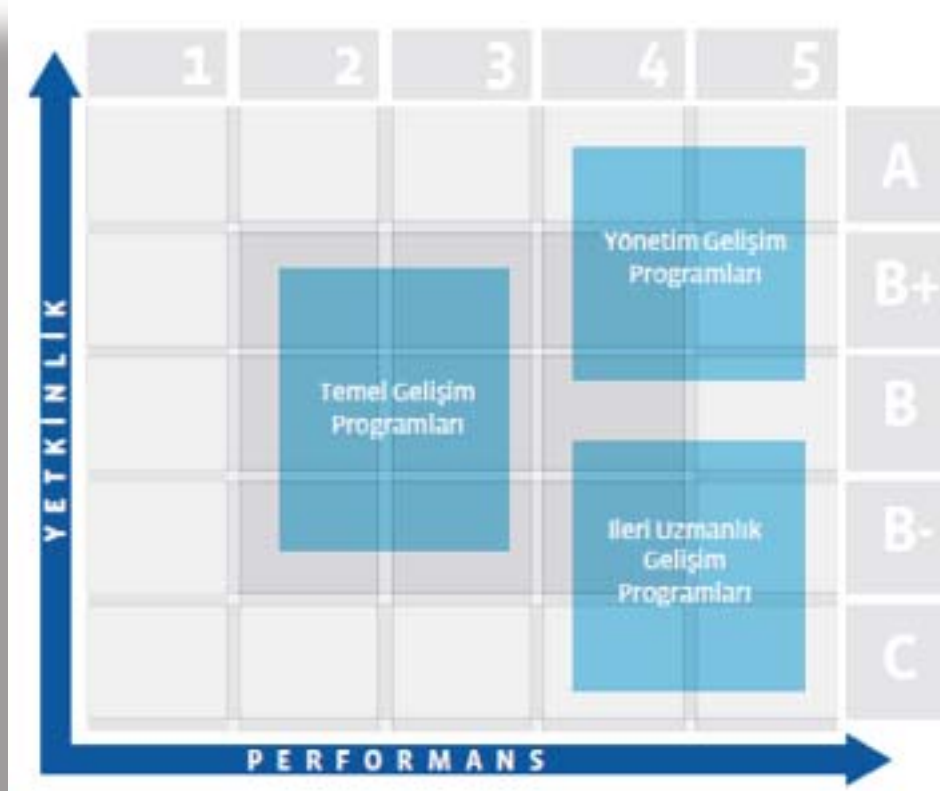 1 2 3 4 5
A
B+
B
B-
C
YETKİNLİK
Yönetim Gelişim
Programları
Temel Gelişim
Programları
İleri Uzmanlık
Gelişim
Programları
PERFORMANS